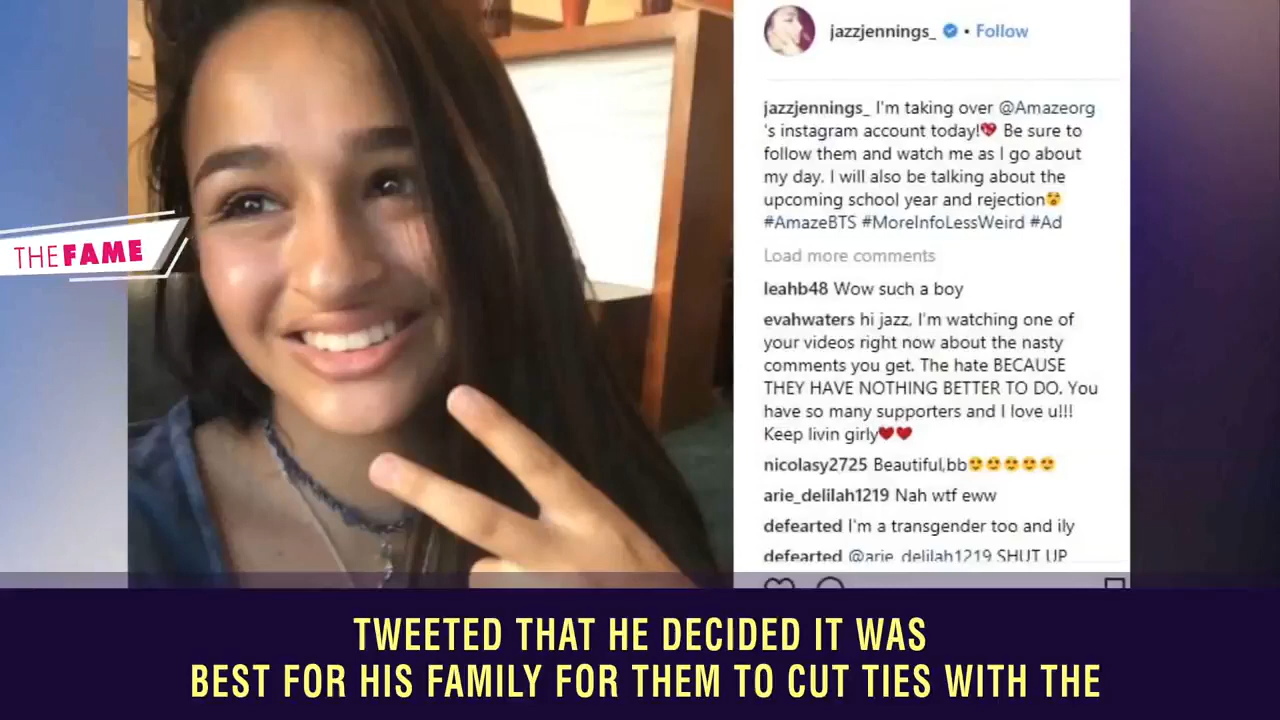 THE FAME
jazzjennings_ • Follow
jazzjennings_ I'm taking over @Amazeorg
's instagram account today!💖 Be sure to
follow them and watch me as I go about
my day. I will also be talking about the
upcoming school year and rejection😲
#AmazeBTS #MoreInfoLessWeird #Ad
Load more comments
leahb48 Wow such a boy
evahwaters hi jazz, I'm watching one of
your videos right now about the nasty
comments you get. The hate BECAUSE
THEY HAVE NOTHING BETTER TO DO. You
have so many supporters and I love u!!!
Keep livin girly❤❤
nicolasy2725 Beautiful,bb😍😍😍😍😍
arie_delilah1219 Nah wtf eww
defearted I'm a transgender too and ily
defearted @arie_delilah1219 SHUT UP
TWEETED THAT HE DECIDED IT WAS
BEST FOR HIS FAMILY FOR THEM TO CUT TIES WITH THE